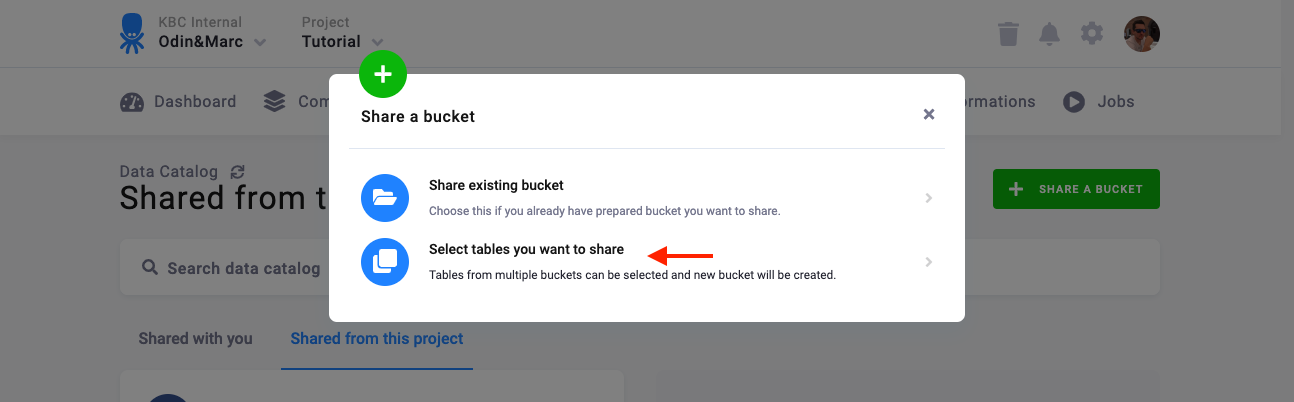 KBC Internal
Odin&Marc
Project
Tutorial
Dashboard
Com
ormations
Jobs
Share a bucket
Data Catalog
Shared from t
SHARE A BUCKET
Share existing bucket
Choose this if you already have prepared bucket you want to share.
Select tables you want to share
Tables from multiple buckets can be selected and new bucket will be created.
Search data catalog
Shared with you
Shared from this project